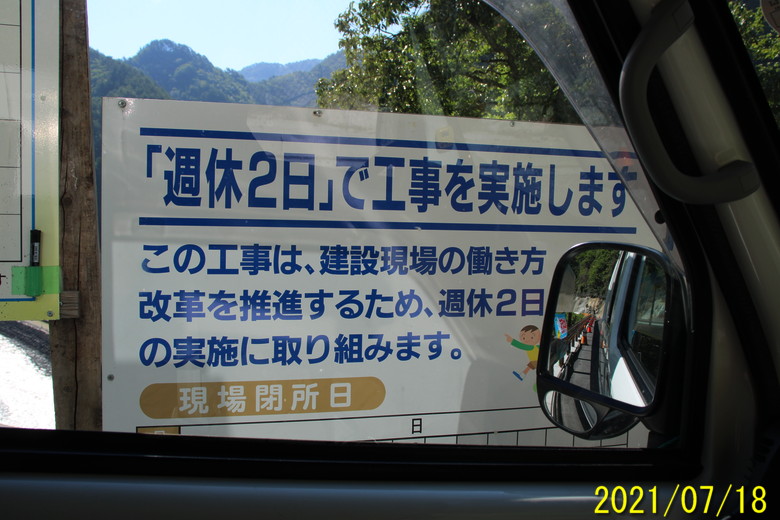 「週休2日」で工事を実施します
この工事は、建設現場の働き方
改革を推進するため、週休2日
の実施に取り組みます。
現場閉所日
日
2021/07/18